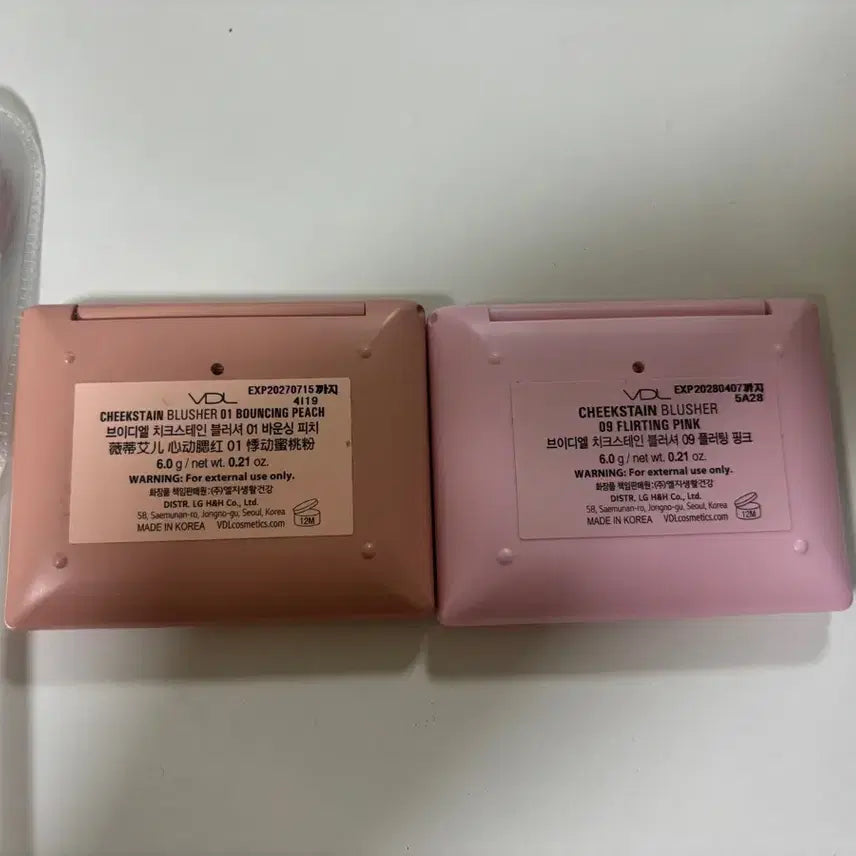 VDL EXP20270715까지
4I19
CHEEKSTAIN BLUSHER 01 BOUNCING PEACH
브이디엘 치크스테인 블러셔 01 바운싱 피치
薇蒂艾儿 心动腮红 01 悸动蜜桃粉
6.0 g / net wt. 0.21 oz.
WARNING: For external use only.
화장품 책임판매원 : (주)엘지생활건강
DISTR. LG H&H Co., Ltd.
58, Saemunan-ro, Jongno-gu, Seoul, Korea
MADE IN KOREA VDLcosmetics.com
12M
VDL EXP20280407까지
5A28
CHEEKSTAIN BLUSHER
09 FLIRTING PINK
브이디엘 치크스테인 블러셔 09 플러팅 핑크
6.0 g / net wt. 0.21 oz.
WARNING: For external use only.
화장품 책임판매원 : (주)엘지생활건강
DISTR. LG H&H Co., Ltd.
58, Saemunan-ro, Jongno-gu, Seoul, Korea
MADE IN KOREA VDLcosmetics.com
12M